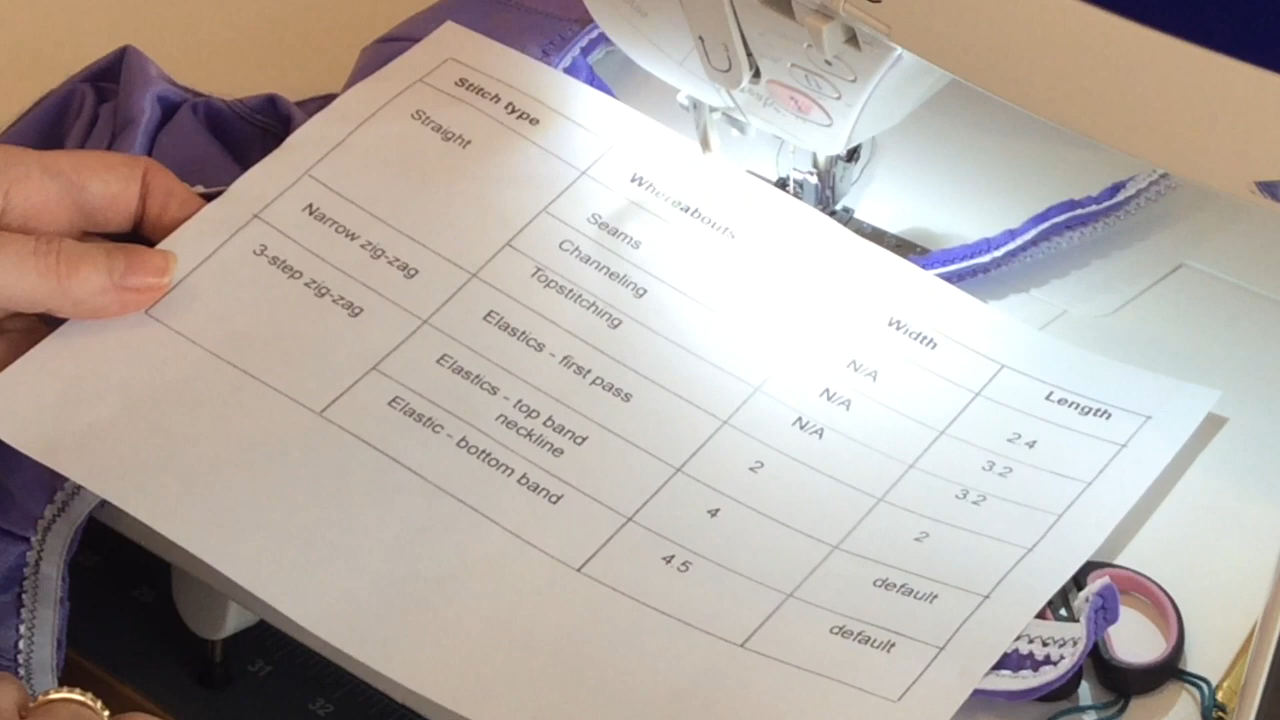 Stitch type Whereabouts Width Length
Straight Seams N/A 2.4
Channeling N/A 3.2
Topstitching N/A 3.2
Narrow zig-zag Elastics - first pass 2 2
3-step zig-zag Elastics - top band 4 default
neckline
Elastic - bottom band 4.5 default
31
32